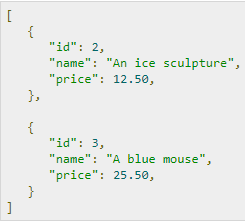 [
   {
      "id": 2,
      "name": "An ice sculpture",
      "price": 12.50,
   },

   {
      "id": 3,
      "name": "A blue mouse",
      "price": 25.50,
   }
]